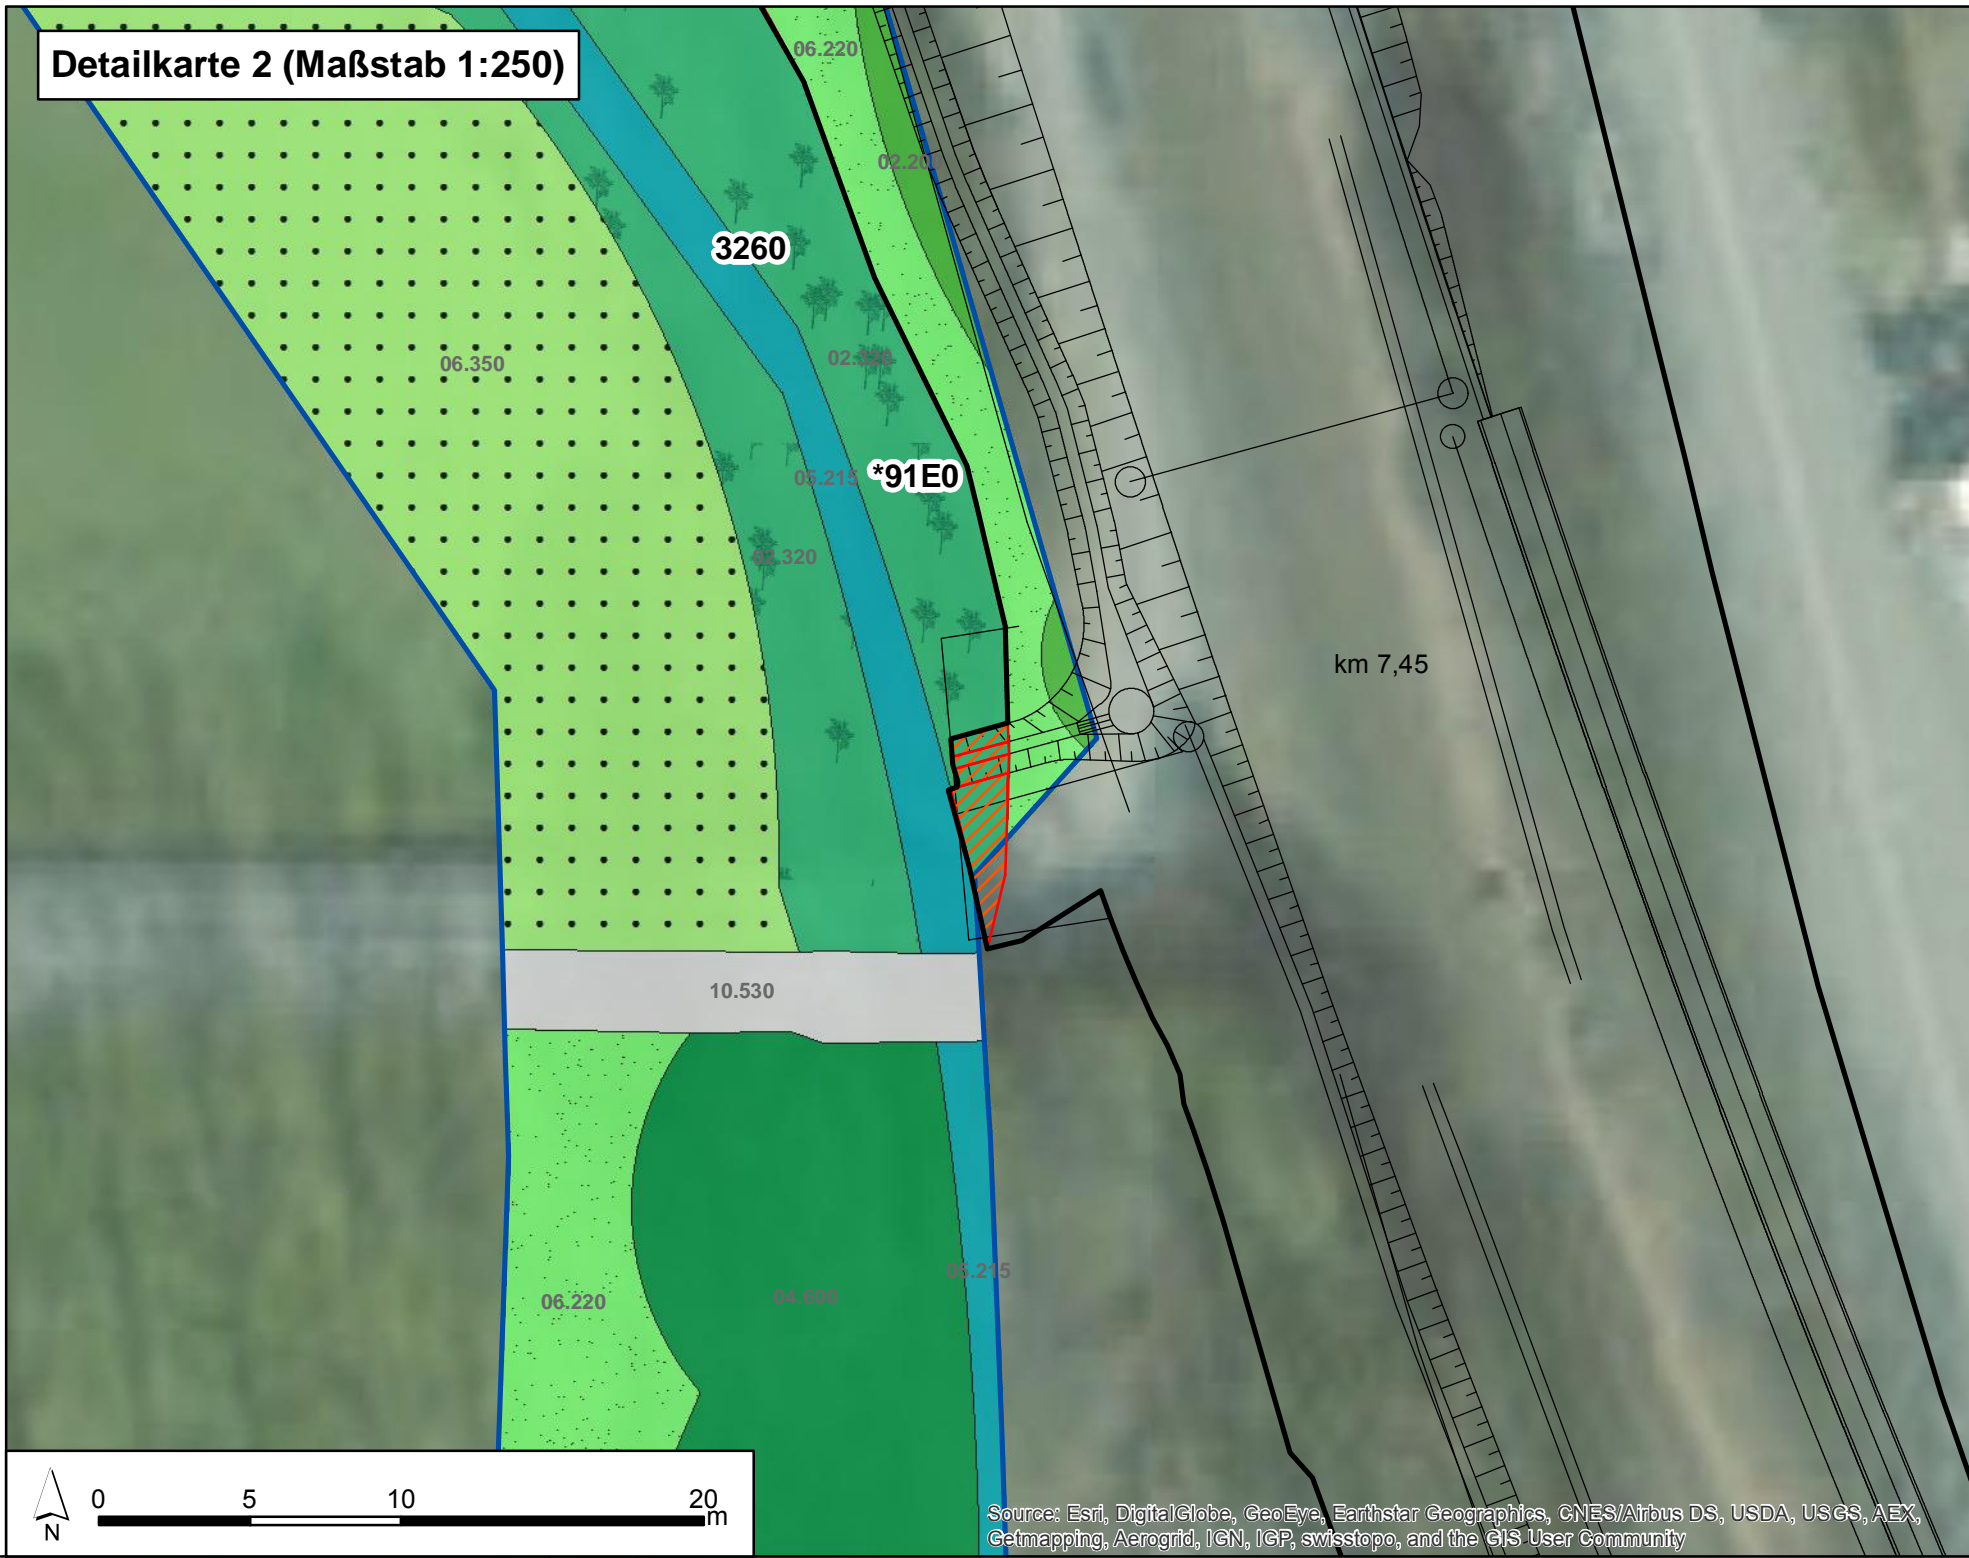 Detailkarte 2 (Maßstab 1:250)
06.220
02.20
3260
06.350
02.320
05.215
*91E0
02.320
km 7,45
10.530
05.215
06.220
04.600
0 5 10 20
m
N
Source: Esri, DigitalGlobe, GeoEye, Earthstar Geographics, CNES/Airbus DS, USDA, USGS, AEX,
Getmapping, Aerogrid, IGN, IGP, swisstopo, and the GIS User Community